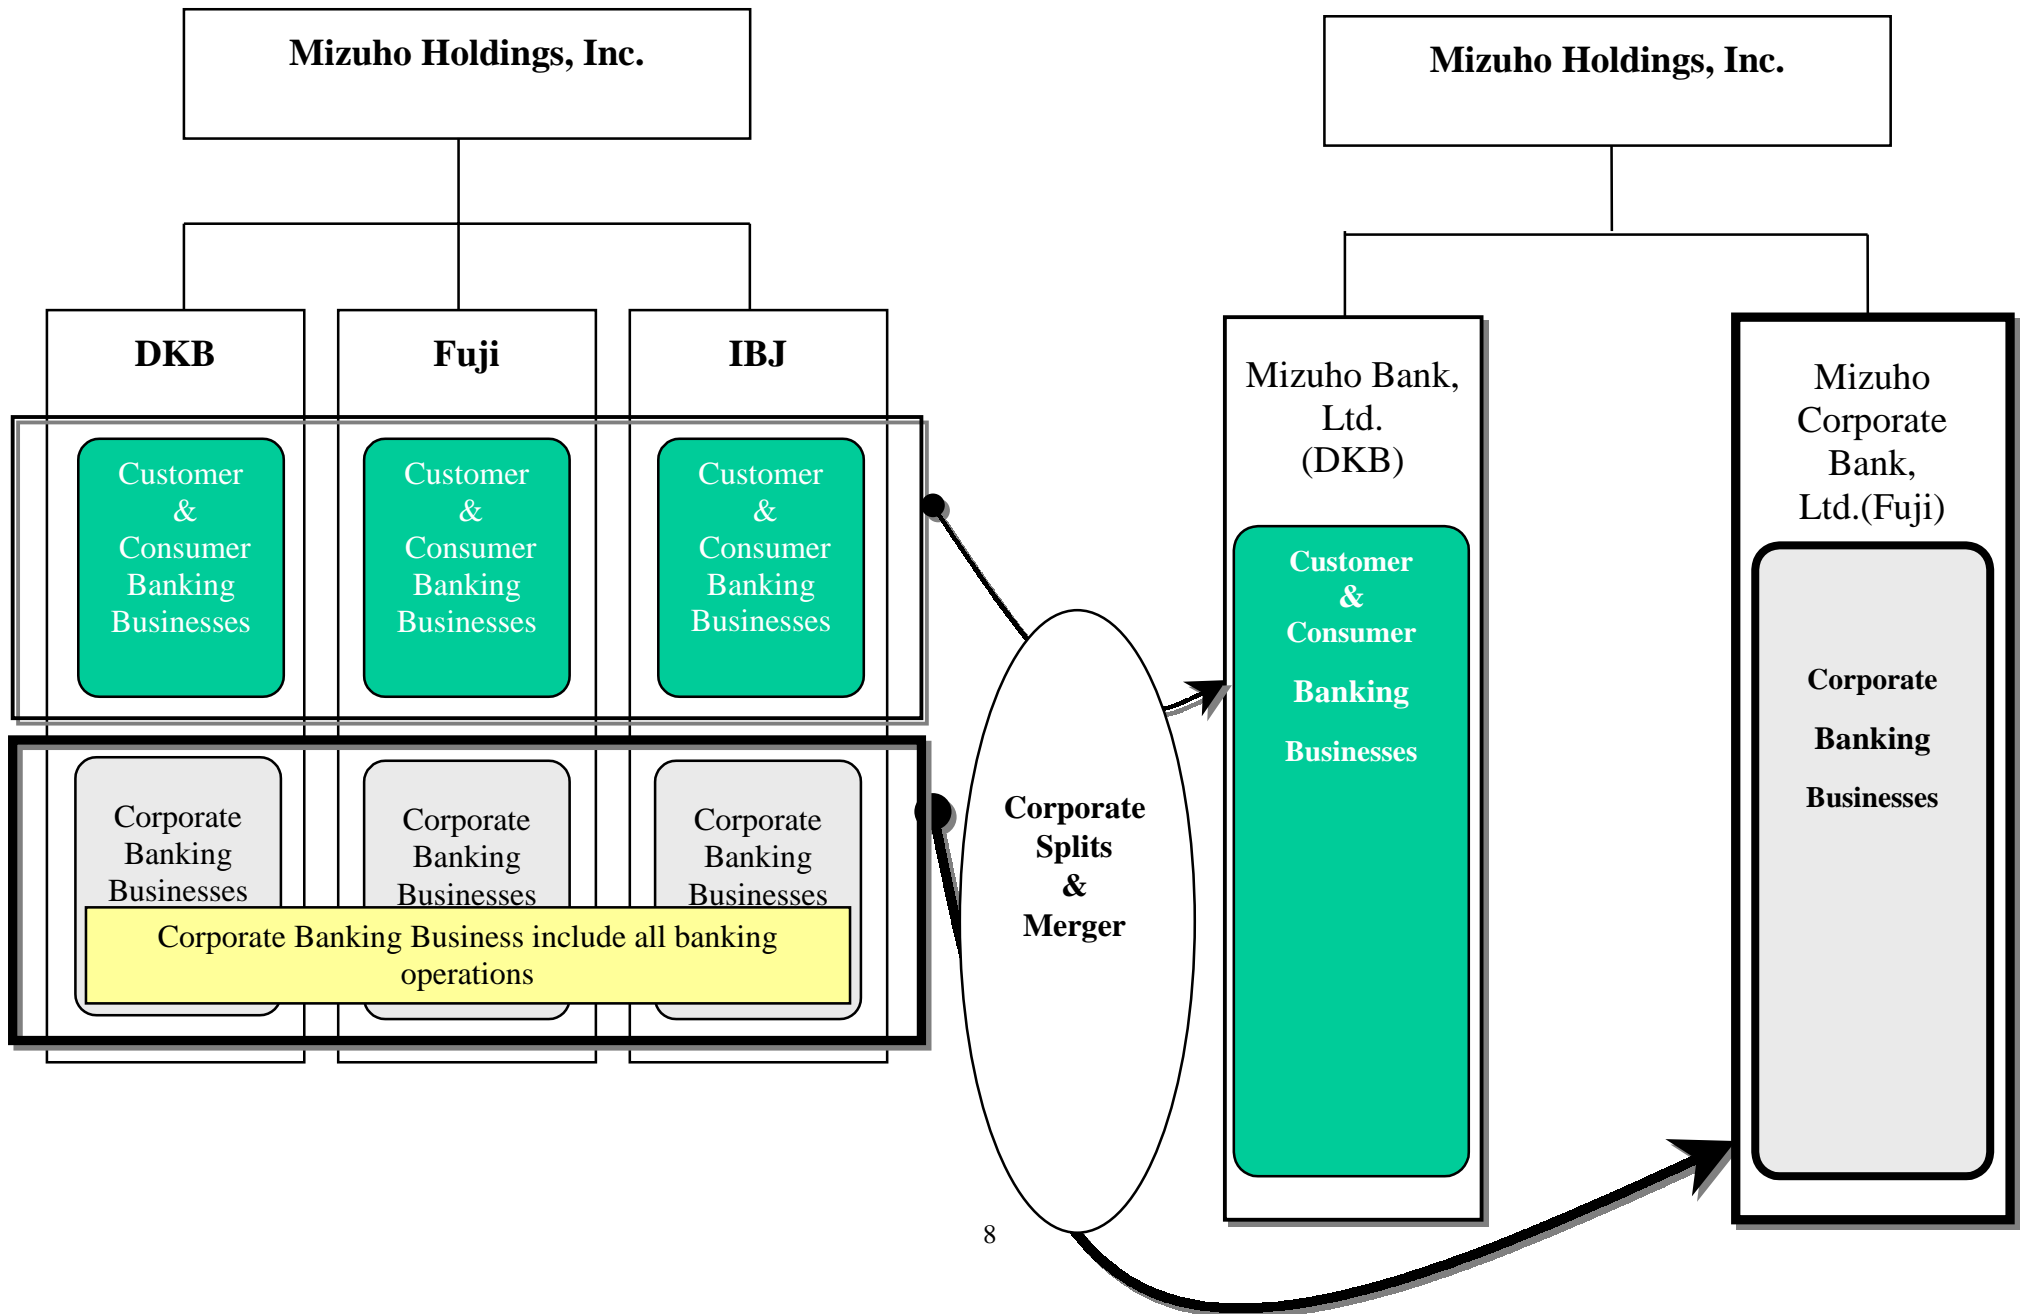 Mizuho Holdings, Inc.
DKB
Fuji
IBJ
Customer
&
Consumer
Banking
Businesses
Customer
&
Consumer
Banking
Businesses
Customer
&
Consumer
Banking
Businesses
Corporate
Banking
Businesses
Corporate
Banking
Businesses
Corporate
Banking
Businesses
Corporate Banking Business include all banking
operations
Corporate
Splits
&
Merger
Mizuho Holdings, Inc.
Mizuho Bank,
Ltd.
(DKB)
Customer
&
Consumer
Banking
Businesses
Mizuho
Corporate
Bank,
Ltd.(Fuji)
Corporate
Banking
Businesses
8